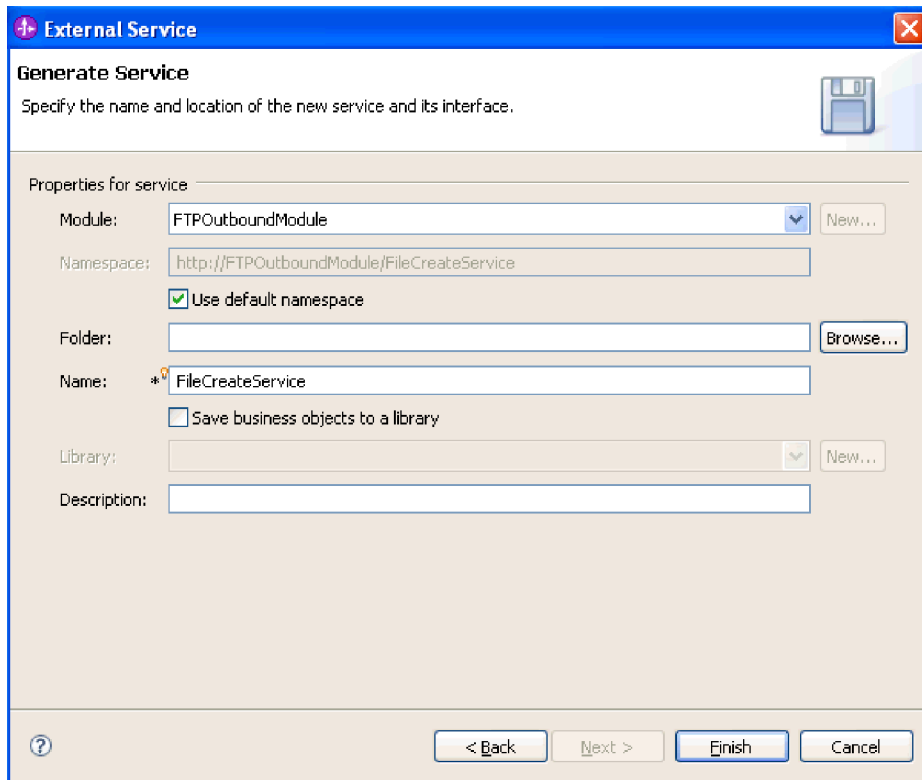 External Service
Generate Service
Specify the name and location of the new service and its interface.
Properties for service
Module: FTPOutboundModule New...
Namespace: http://FTPOutboundModule/FileCreateService
Use default namespace
Folder: Browse...
Name: * FileCreateService
Save business objects to a library
Library: New...
Description:
? < Back Next > Finish Cancel